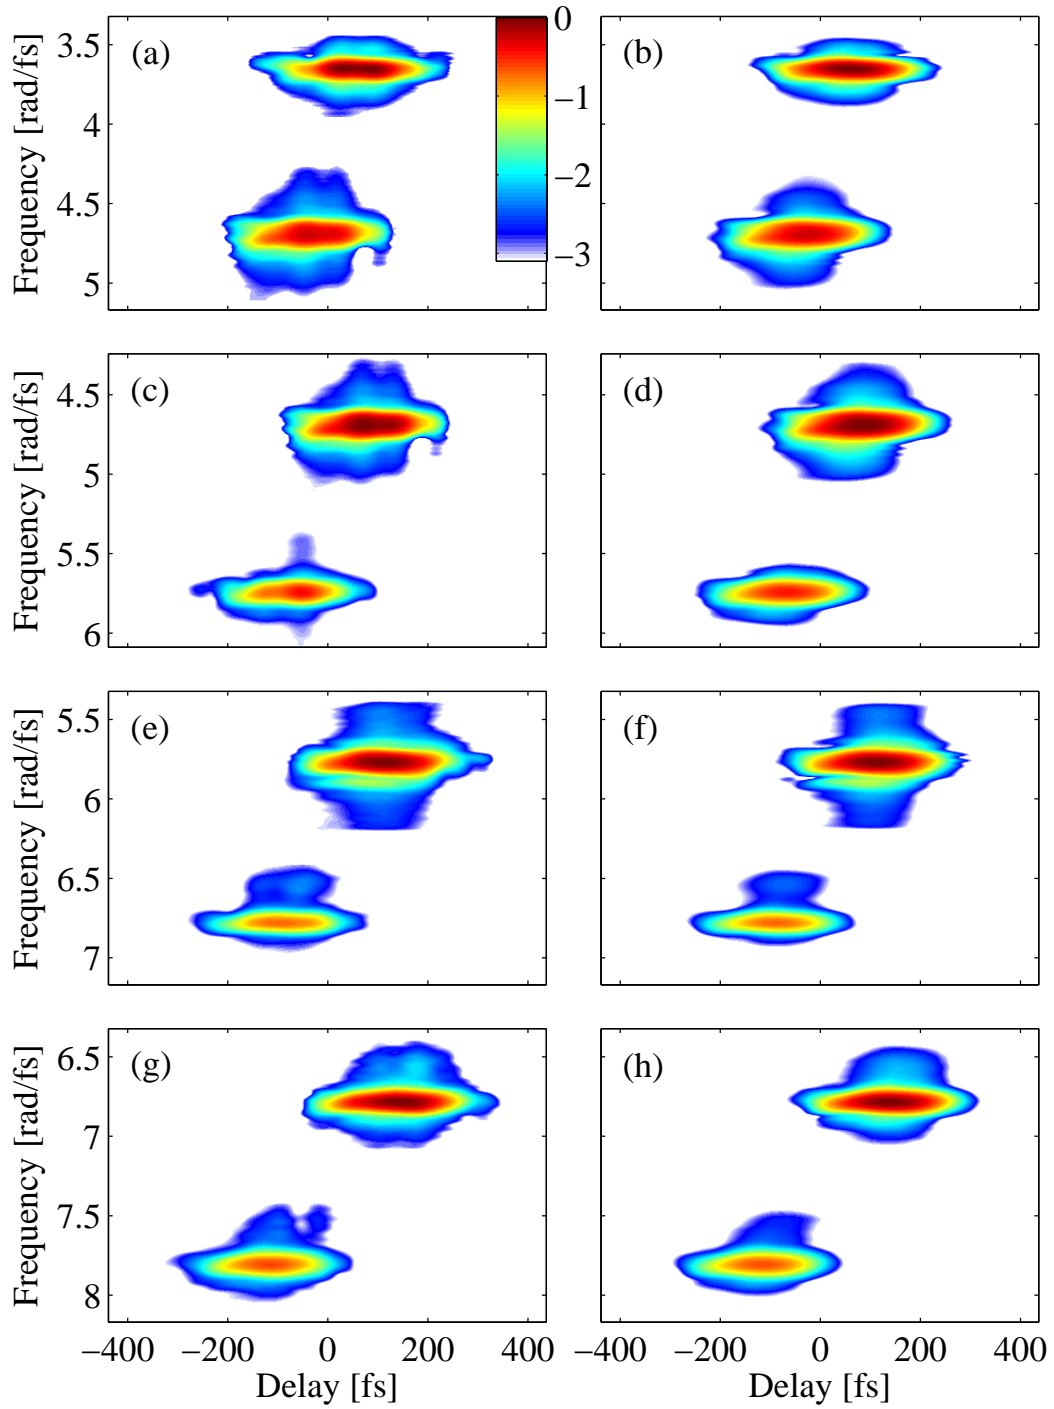 (a)
3.5
4
4.5
5
Frequency [rad/fs]
0
−1
−2
−3
(b)
(c)
4.5
5
5.5
6
Frequency [rad/fs]
(d)
(e)
5.5
6
6.5
7
Frequency [rad/fs]
(f)
(g)
6.5
7
7.5
8
Frequency [rad/fs]
(h)
−400 −200 0 200 400
−400 −200 0 200 400
Delay [fs]
Delay [fs]